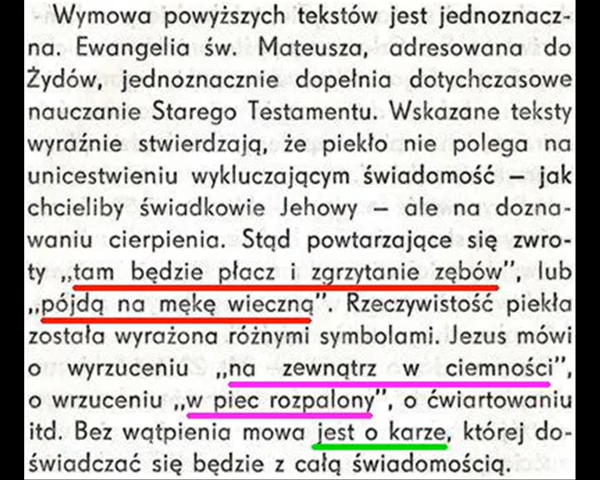 Wymowa powyższych tekstów jest jednoznacz-
na. Ewangelia św. Mateusza, adresowana do
Żydów, jednoznacznie dopełnia dotychczasowe
nauczanie Starego Testamentu. Wskazane teksty
wyraźnie stwierdzają, że piekło nie polega na
unicestwieniu wykluczającym świadomość – jak
chcieliby świadkowie Jehowy – ale na dozna-
waniu cierpienia. Stąd powtarzające się zwro-
ty „tam będzie płacz i zgrzytanie zębów”, lub
„pójdą na mękę wieczną”. Rzeczywistość piekła
została wyrażona różnymi symbolami. Jezus mówi
o wyrzuceniu „na zewnątrz w ciemności”,
o wrzuceniu „w piec rozpalony”, o ćwiartowaniu
itd. Bez wątpienia mowa jest o karze, której do-
świadczać się będzie z całą świadomością.